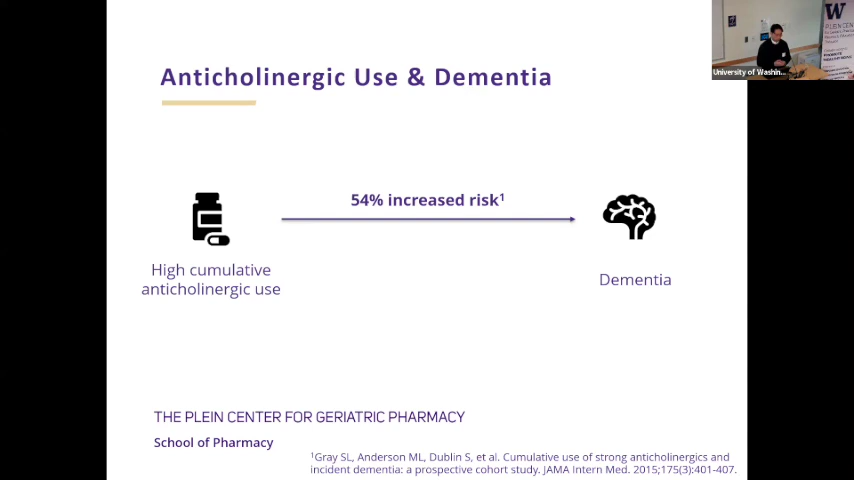 Anticholinergic Use & Dementia
54% increased risk¹
High cumulative
anticholinergic use
Dementia
THE PLEIN CENTER FOR GERIATRIC PHARMACY
School of Pharmacy
¹Gray SL, Anderson ML, Dublin S, et al. Cumulative use of strong anticholinergics and
incident dementia: a prospective cohort study. JAMA Intern Med. 2015;175(3):401-407.
University of Washin...
W
PLEIN CEN